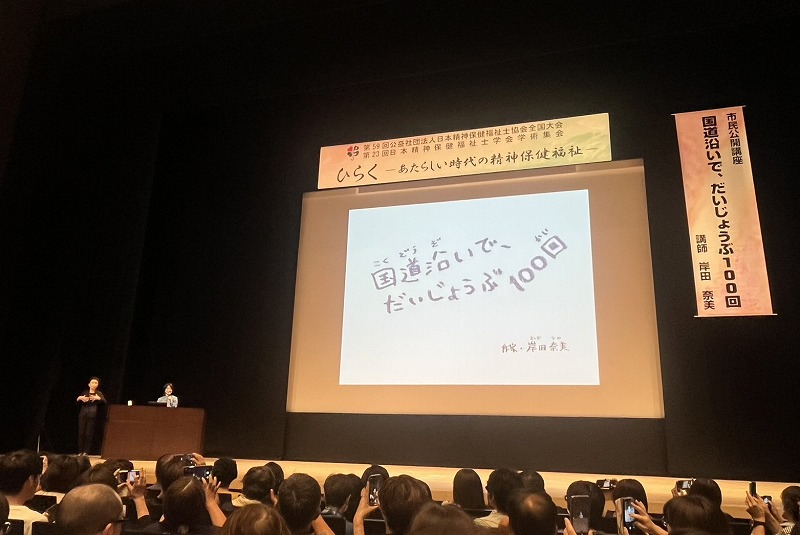 第59回公益社団法人日本精神保健福祉士協会全国大会
第23回日本精神保健福祉士学会学術集会
ひらく ―あたらしい時代の精神保健福祉―
こく どう ぞ
国道沿いで、
だいじょうぶ100回
作家・岸田奈美
市民公開講座
国道沿いで、だいじょうぶ100回
講師 岸田 奈美